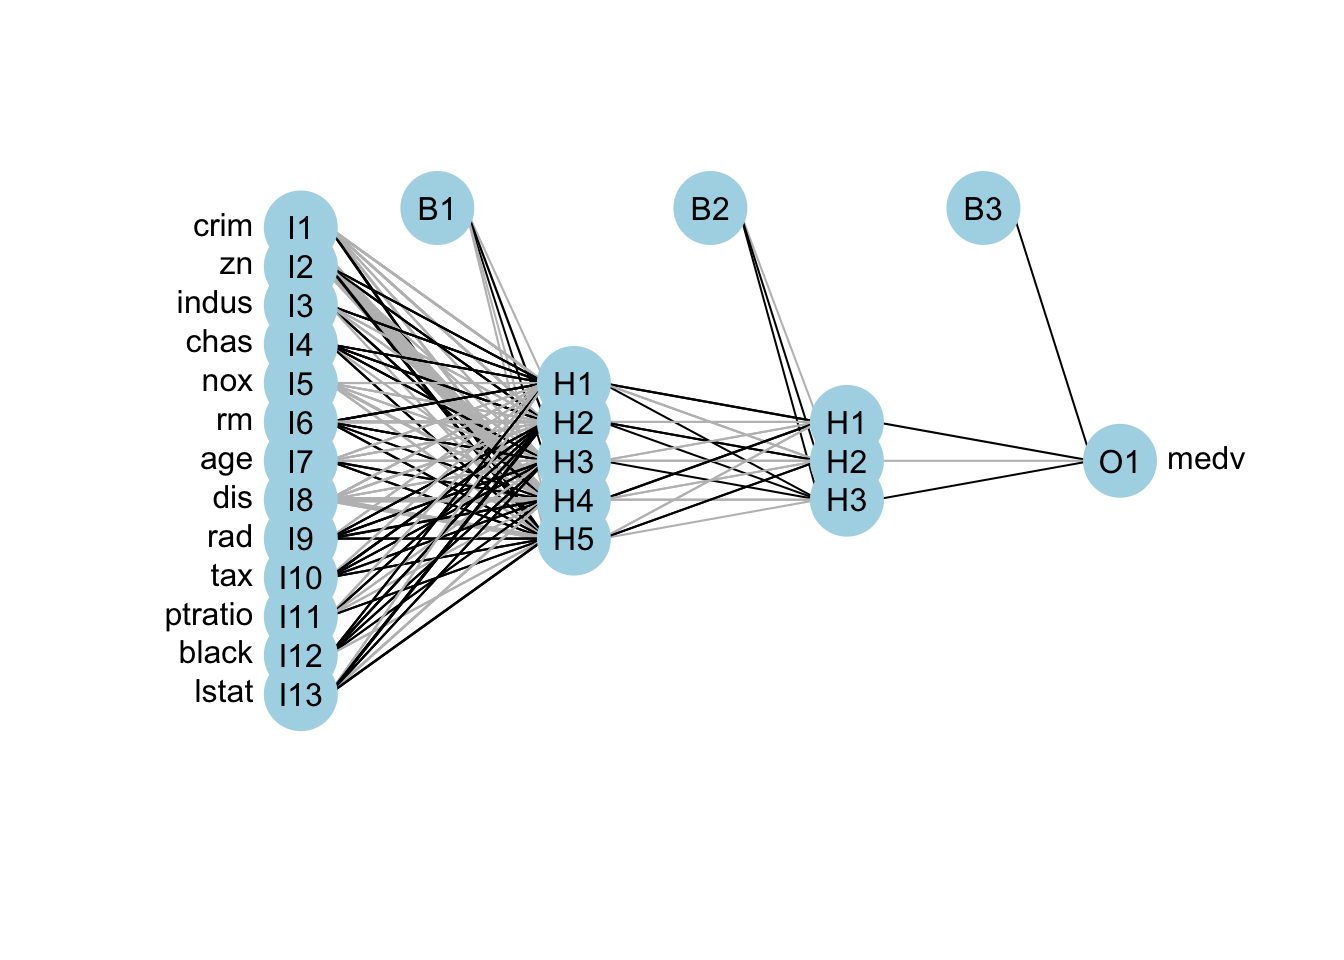 B1
B2
B3
crim I1
zn I2
indus I3
chas I4
nox I5
rm I6
age I7
dis I8
rad I9
tax I10
ptratio I11
black I12
lstat I13
H1
H2
H3
H4
H5
H1
H2
H3
O1 medv